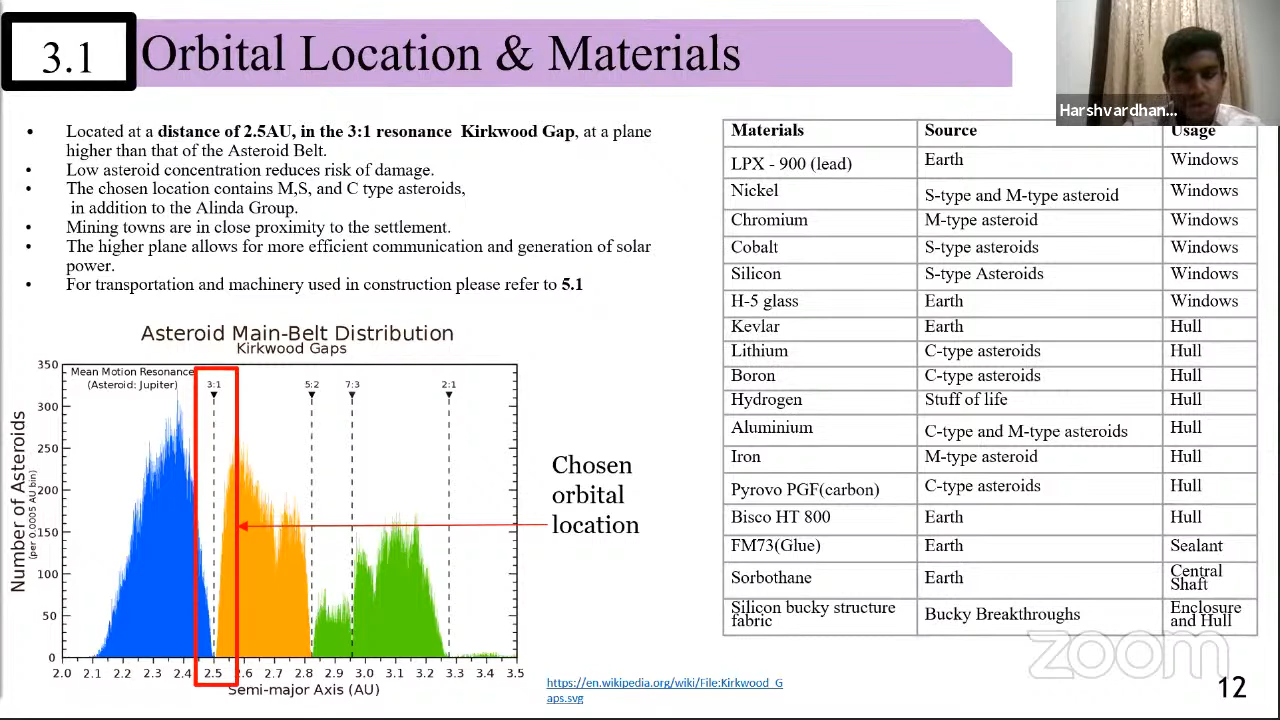 3.1
Orbital Location & Materials
Harshvardhan...
• Located at a distance of 2.5AU, in the 3:1 resonance Kirkwood Gap, at a plane
higher than that of the Asteroid Belt.
• Low asteroid concentration reduces risk of damage.
• The chosen location contains M,S, and C type asteroids,
in addition to the Alinda Group.
• Mining towns are in close proximity to the settlement.
• The higher plane allows for more efficient communication and generation of solar
power.
• For transportation and machinery used in construction please refer to 5.1
Asteroid Main-Belt Distribution
Kirkwood Gaps
Mean Motion Resonance
(Asteroid: Jupiter)
3:1 5:2 7:3 2:1
350
300
250
200
150
100
50
0
Number of Asteroids
(per 0.0005 AU bin)
2.0 2.1 2.2 2.3 2.4 2.5 2.6 2.7 2.8 2.9 3.0 3.1 3.2 3.3 3.4 3.5
Semi-major Axis (AU)
Chosen
orbital
location
https://en.wikipedia.org/wiki/File:Kirkwood_G
aps.svg
Materials Source Usage
LPX - 900 (lead) Earth Windows
Nickel S-type and M-type asteroid Windows
Chromium M-type asteroid Windows
Cobalt S-type asteroids Windows
Silicon S-type Asteroids Windows
H-5 glass Earth Windows
Kevlar Earth Hull
Lithium C-type asteroids Hull
Boron C-type asteroids Hull
Hydrogen Stuff of life Hull
Aluminium C-type and M-type asteroids Hull
Iron M-type asteroid Hull
Pyrovo PGF(carbon) C-type asteroids Hull
Bisco HT 800 Earth Hull
FM73(Glue) Earth Sealant
Sorbothane Earth Central
Shaft
Silicon bucky structure
fabric Bucky Breakthroughs Enclosure
and Hull
zoom
12